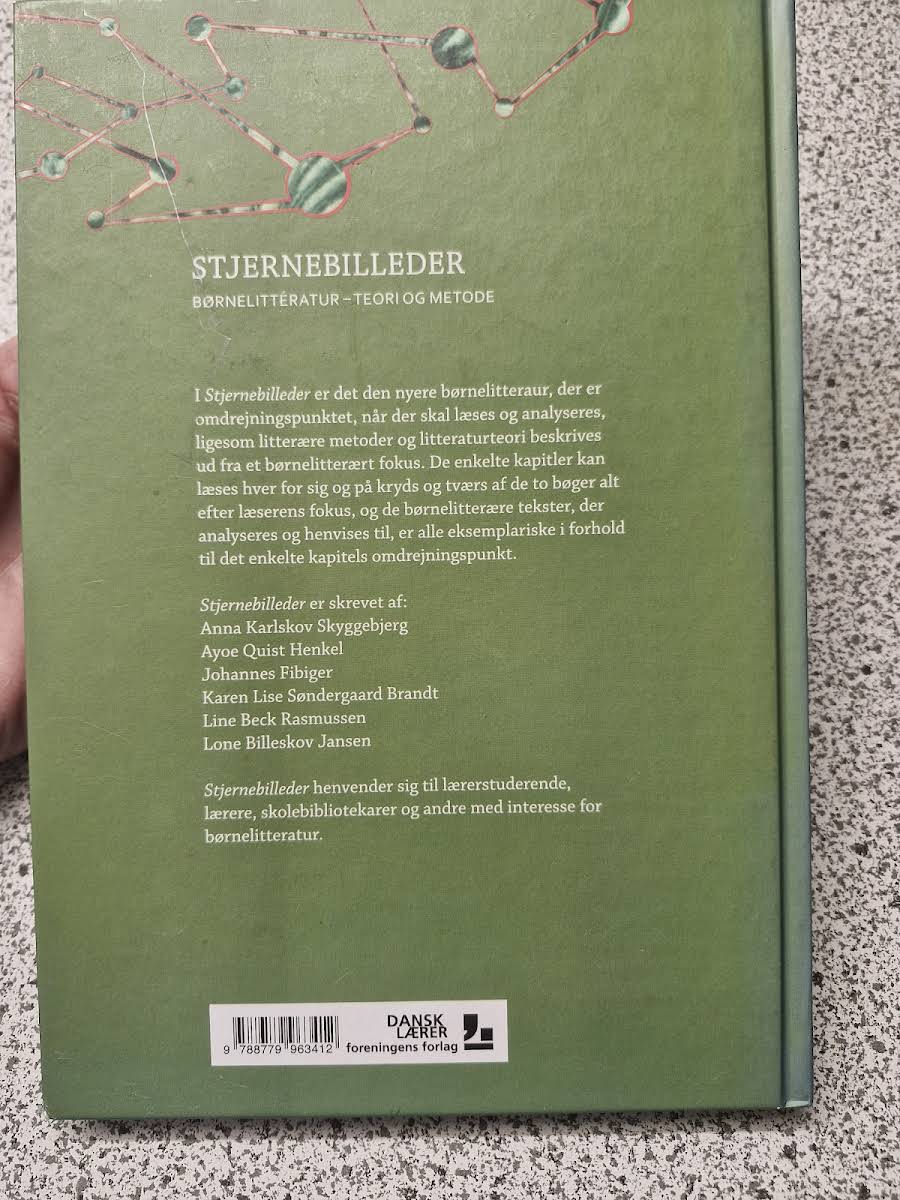 STJERNEBILLEDER
BØRNELITTERATUR – TEORI OG METODE
I Stjernebilleder er det den nyere børnelitteraur, der er
omdrejningspunktet, når der skal læses og analyseres,
ligesom litterære metoder og litteraturteori beskrives
ud fra et børnelitterært fokus. De enkelte kapitler kan
læses hver for sig og på kryds og tværs af de to bøger alt
efter læserens fokus, og de børnelitterære tekster, der
analyseres og henvises til, er alle eksemplariske i forhold
til det enkelte kapitels omdrejningspunkt.
Stjernebilleder er skrevet af:
Anna Karlskov Skyggebjerg
Ayoe Quist Henkel
Johannes Fibiger
Karen Lise Søndergaard Brandt
Line Beck Rasmussen
Lone Billeskov Jansen
Stjernebilleder henvender sig til lærerstuderende,
lærere, skolebibliotekarer og andre med interesse for
børnelitteratur.
9 788779 963412
DANSK
LÆRER
foreningens forlag